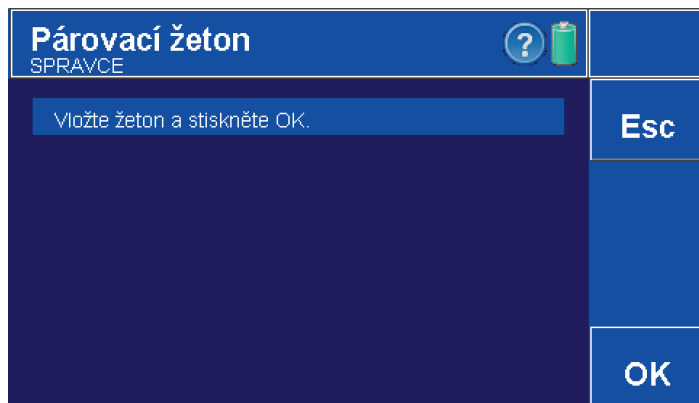 Párovací žeton
SPRAVCE
?
Vložte žeton a stiskněte OK.
Esc
OK